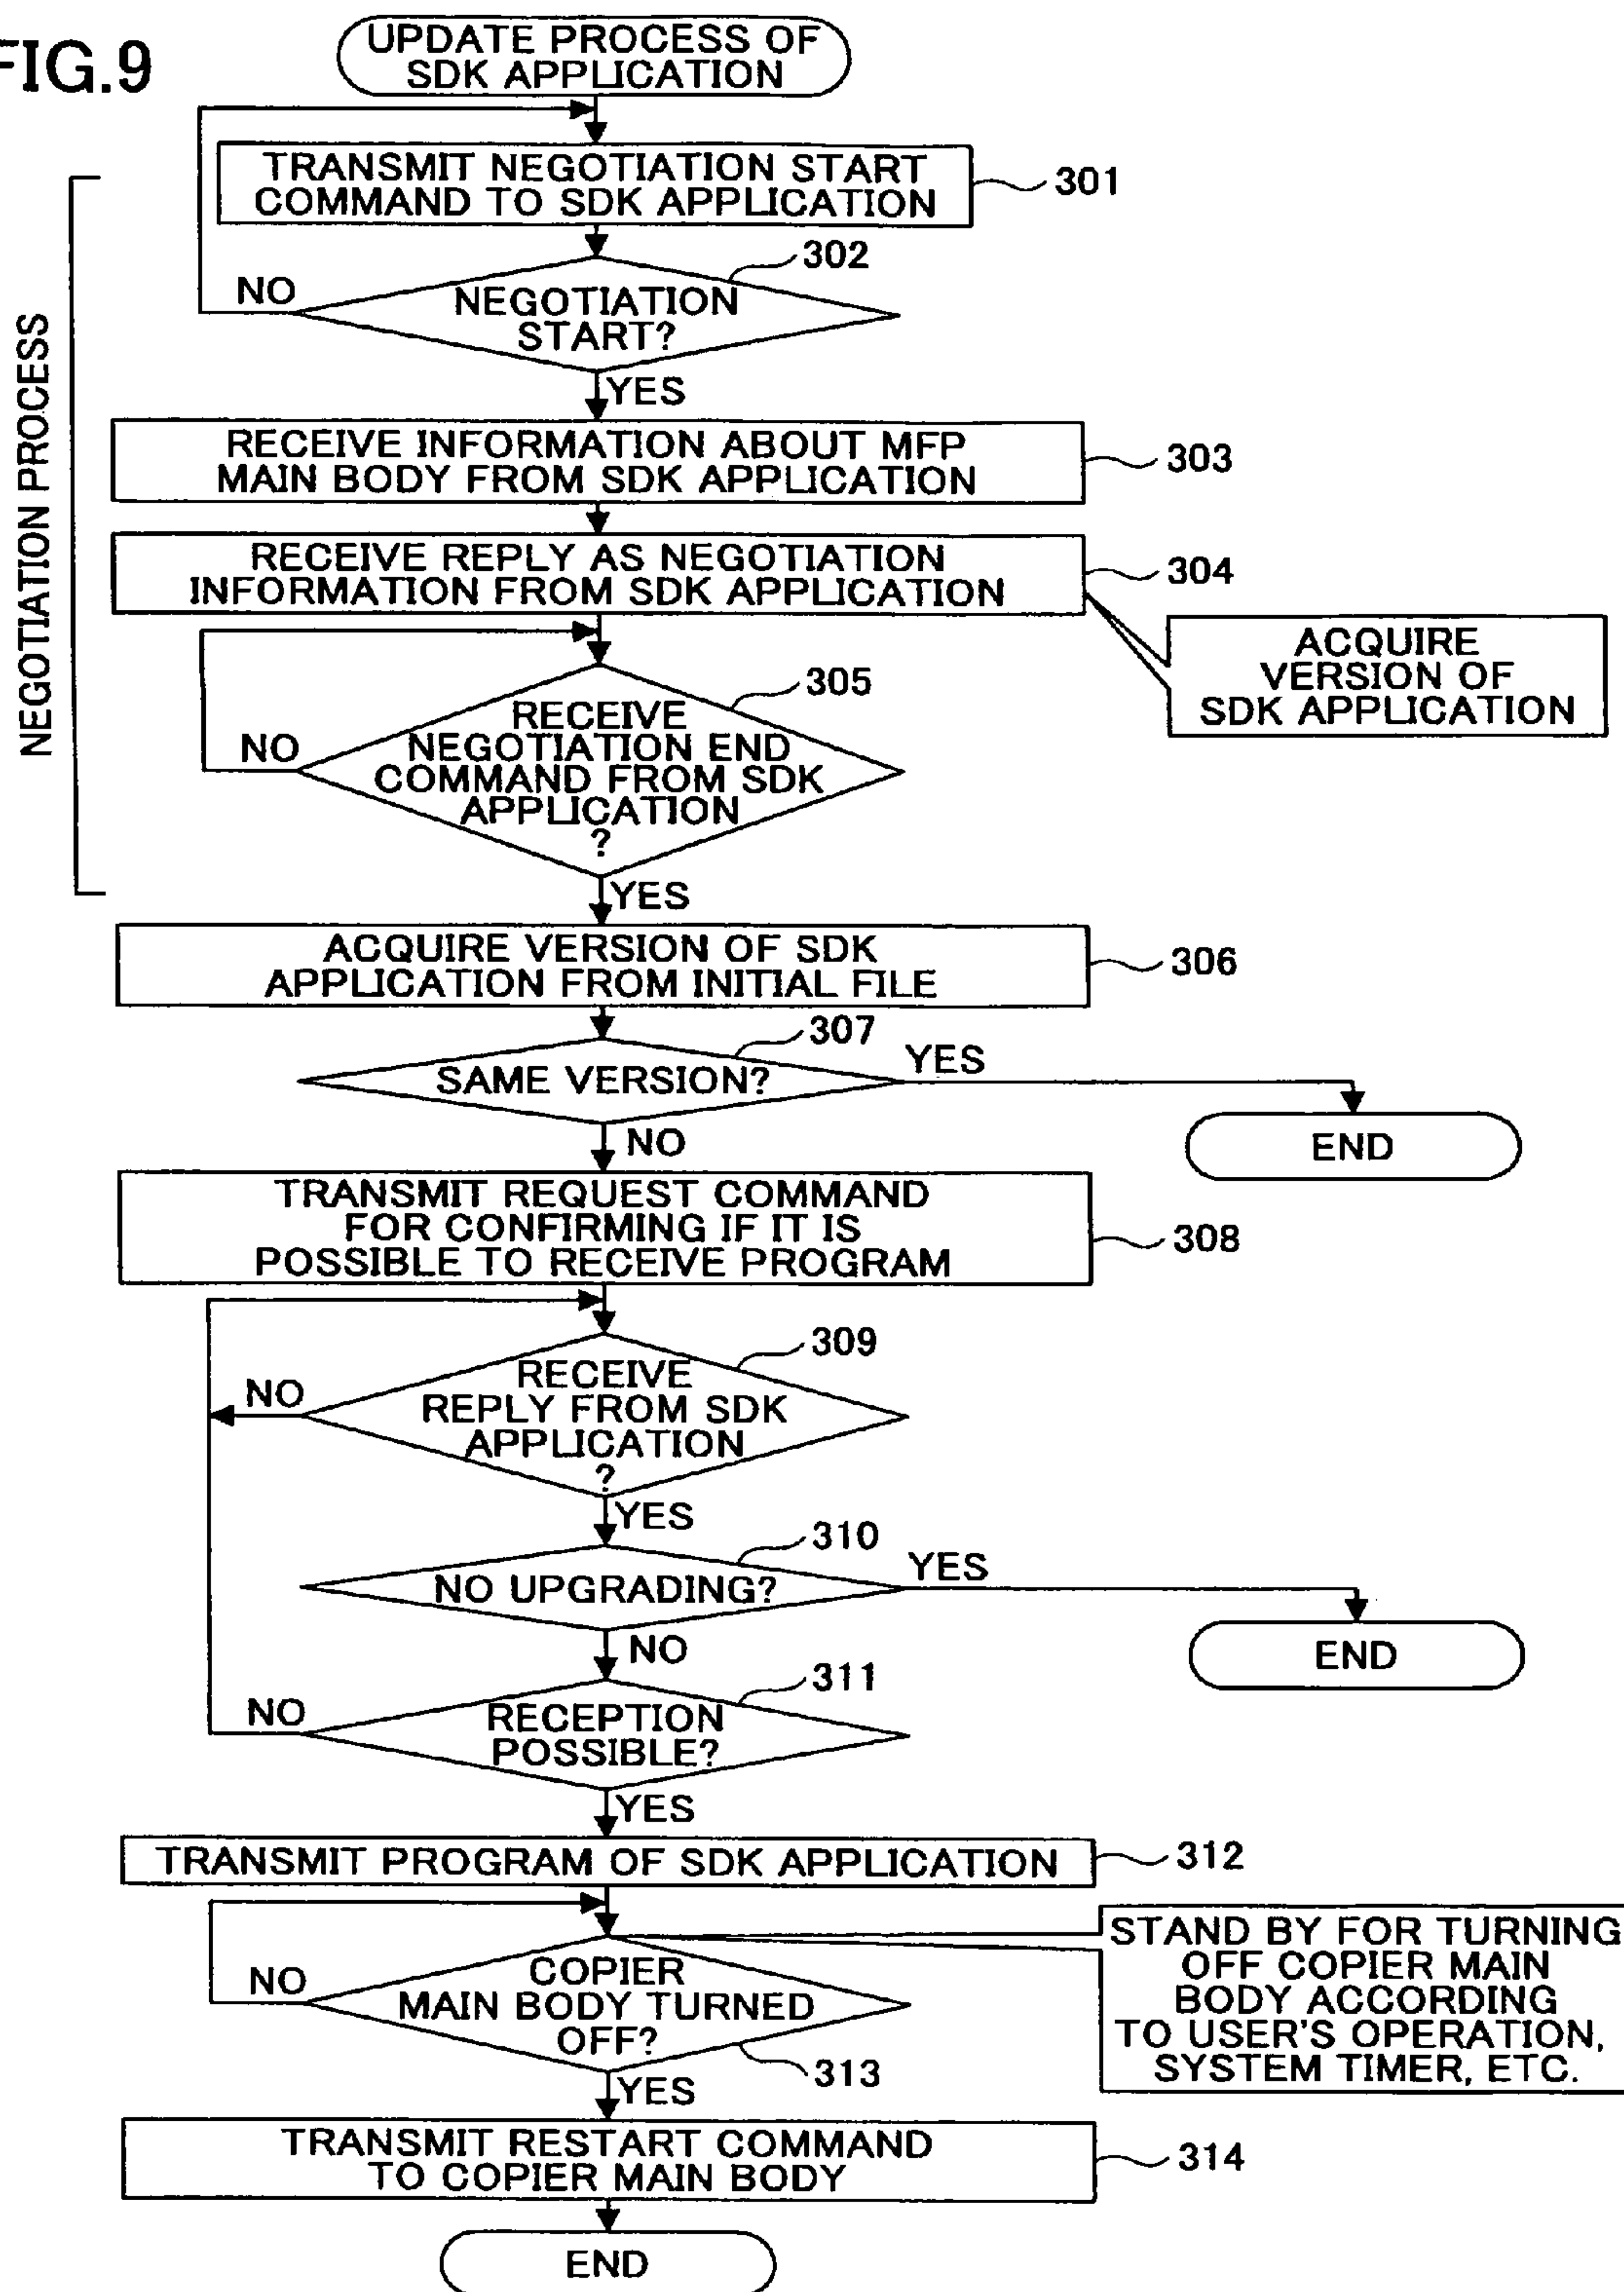 FIG.9
UPDATE PROCESS OF
SDK APPLICATION
NEGOTIATION PROCESS
TRANSMIT NEGOTIATION START
COMMAND TO SDK APPLICATION
301
302
NEGOTIATION
START?
NO
YES
RECEIVE INFORMATION ABOUT MFP
MAIN BODY FROM SDK APPLICATION
303
RECEIVE REPLY AS NEGOTIATION
INFORMATION FROM SDK APPLICATION
304
ACQUIRE
VERSION OF
SDK APPLICATION
305
RECEIVE
NEGOTIATION END
COMMAND FROM SDK
APPLICATION
?
NO
YES
ACQUIRE VERSION OF SDK
APPLICATION FROM INITIAL FILE
306
307
SAME VERSION?
YES
END
NO
TRANSMIT REQUEST COMMAND
FOR CONFIRMING IF IT IS
POSSIBLE TO RECEIVE PROGRAM
308
309
RECEIVE
REPLY FROM SDK
APPLICATION
?
NO
YES
310
NO UPGRADING?
YES
END
NO
311
RECEPTION
POSSIBLE?
NO
YES
TRANSMIT PROGRAM OF SDK APPLICATION
312
COPIER
MAIN BODY TURNED
OFF?
NO
313
STAND BY FOR TURNING
OFF COPIER MAIN
BODY ACCORDING
TO USER'S OPERATION,
SYSTEM TIMER, ETC.
YES
TRANSMIT RESTART COMMAND
TO COPIER MAIN BODY
314
END